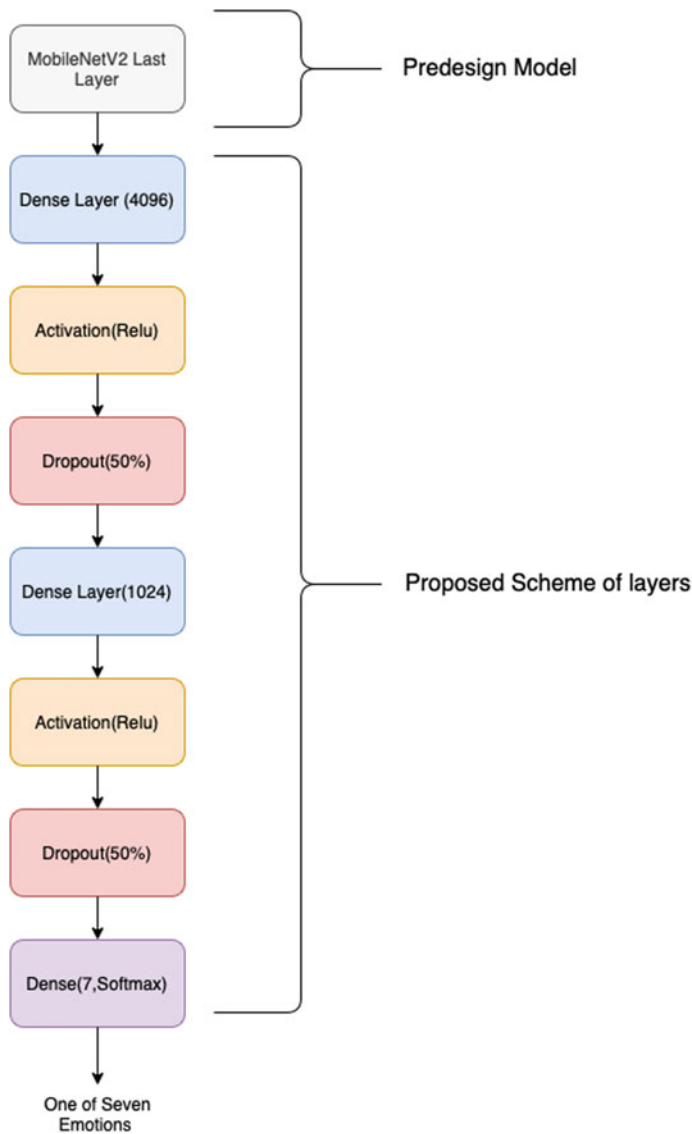 MobileNetV2 Last
Layer
Predesign Model
Dense Layer (4096)
Activation(Relu)
Dropout(50%)
Dense Layer(1024)
Proposed Scheme of layers
Activation(Relu)
Dropout(50%)
Dense(7,Softmax)
One of Seven
Emotions